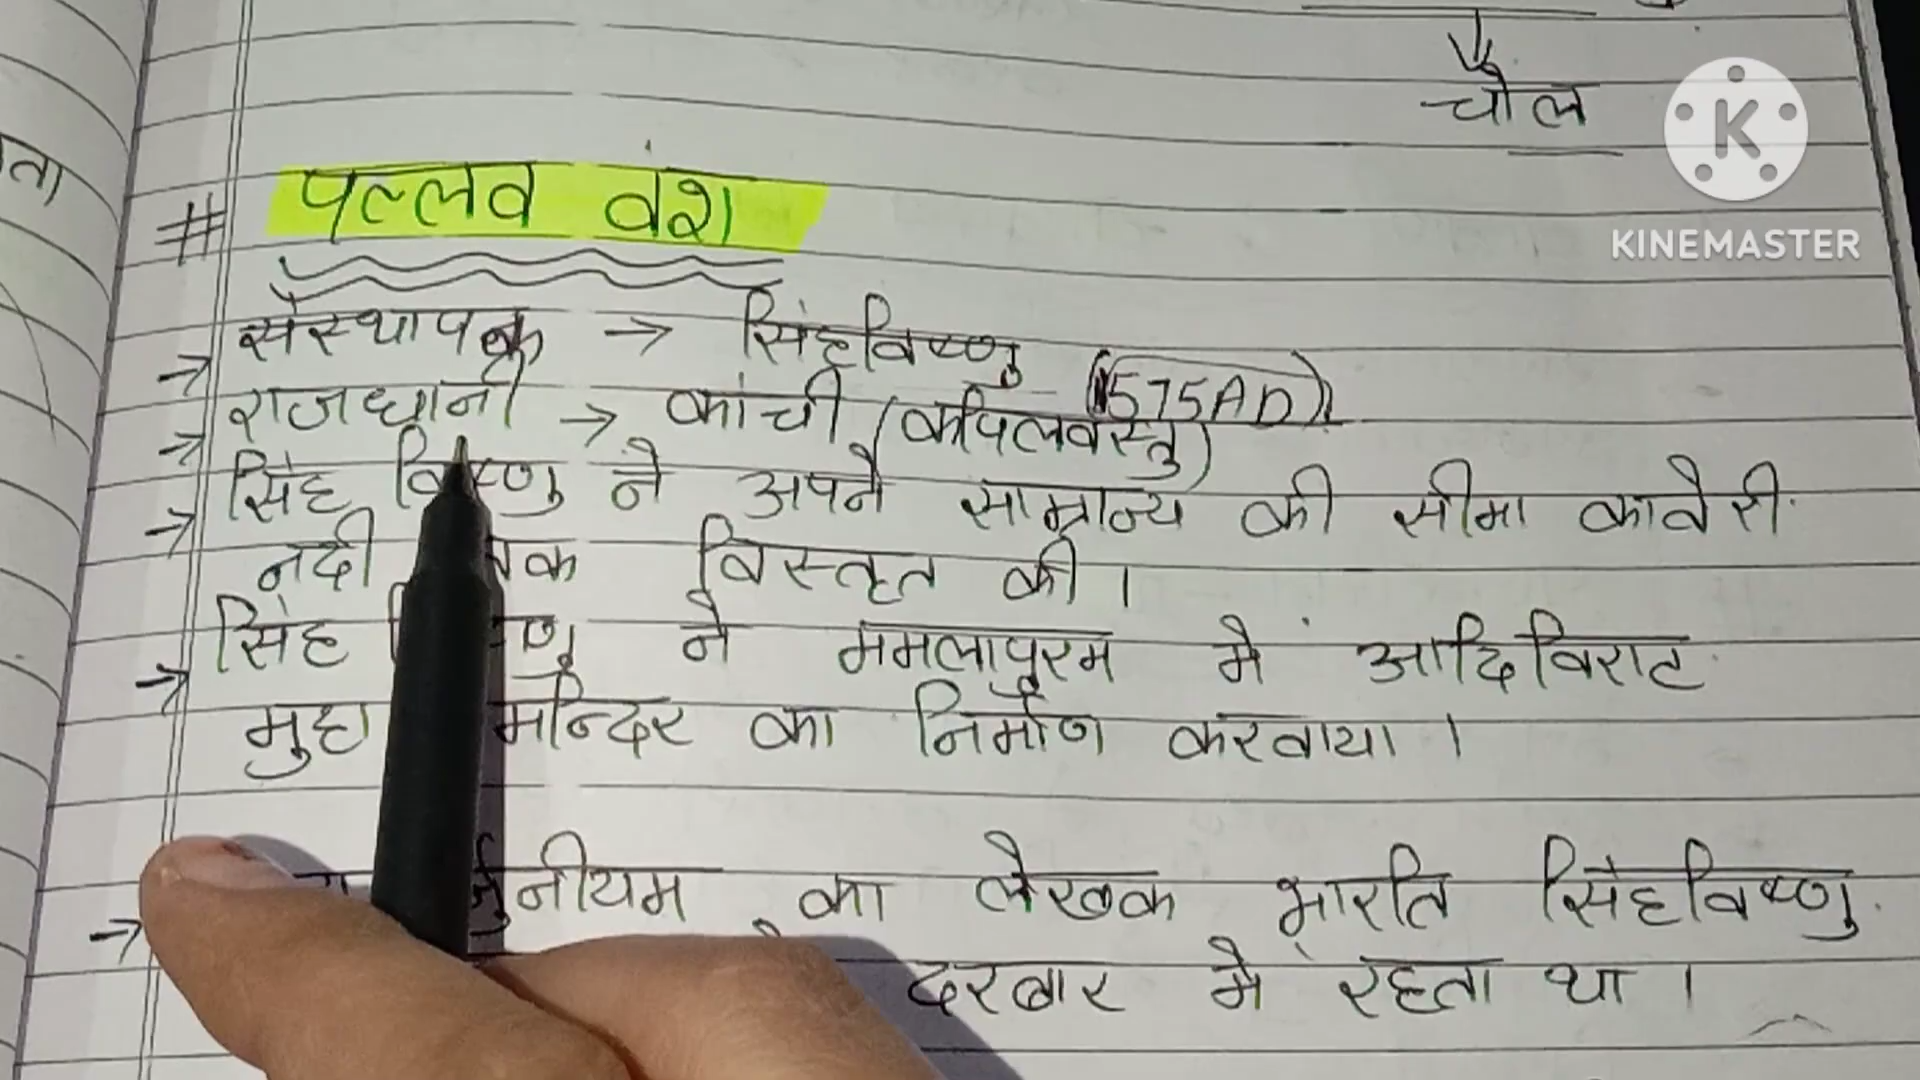 चोल
KINEMASTER
# पल्लव वंश
→ संस्थापक → सिंहविष्णु (575AD)
→ राजधानी → कांची (कपिलवस्तु)
→ सिंह विष्णु ने अपने साम्राज्य की सीमा कावेरी
नदी तक विस्तृत की।
→ सिंह विष्णु ने ममलापुरम मे आदिविराट
मन्दिर का निर्माण करवाया।
→ का लेखक भारति सिंहविष्णु
दरबार मे रहता था।